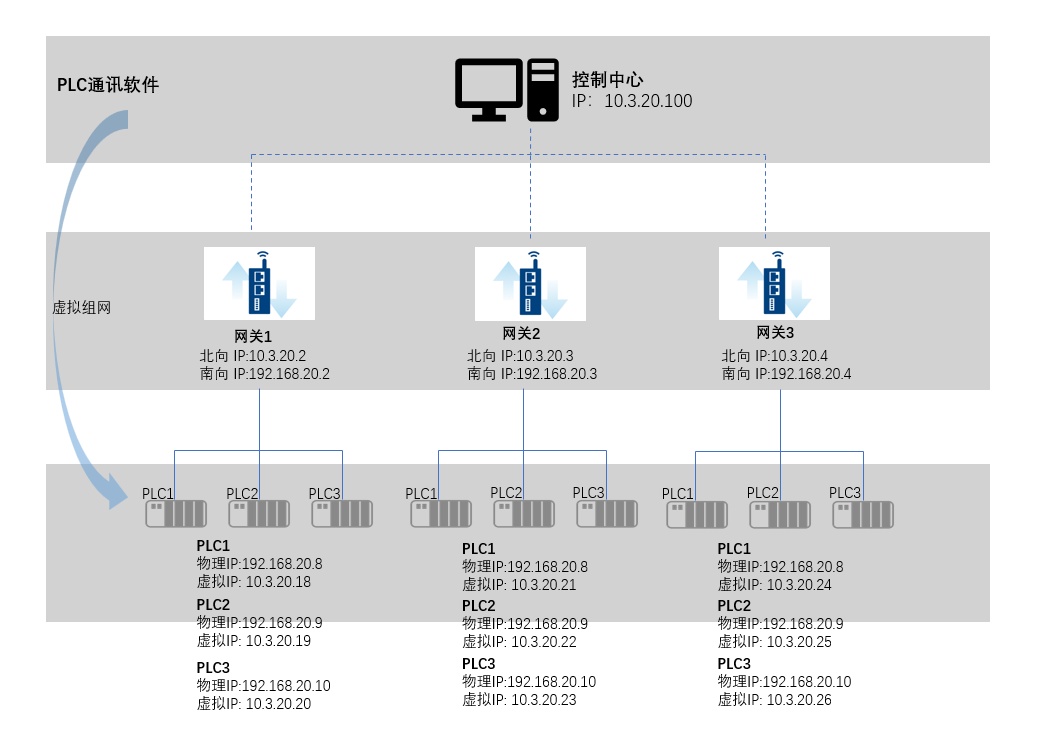 PLC通讯软件
控制中心
IP: 10.3.20.100
虚拟组网
网关1
北向 IP:10.3.20.2
南向 IP:192.168.20.2
网关2
北向 IP:10.3.20.3
南向 IP:192.168.20.3
网关3
北向 IP:10.3.20.4
南向 IP:192.168.20.4
PLC1
PLC2
PLC3
PLC1
PLC2
PLC3
PLC1
PLC2
PLC3
PLC1
物理IP:192.168.20.8
虚拟IP: 10.3.20.18
PLC2
物理IP:192.168.20.9
虚拟IP: 10.3.20.19
PLC3
物理IP:192.168.20.10
虚拟IP: 10.3.20.20
PLC1
物理IP:192.168.20.8
虚拟IP: 10.3.20.21
PLC2
物理IP:192.168.20.9
虚拟IP: 10.3.20.22
PLC3
物理IP:192.168.20.10
虚拟IP: 10.3.20.23
PLC1
物理IP:192.168.20.8
虚拟IP: 10.3.20.24
PLC2
物理IP:192.168.20.9
虚拟IP: 10.3.20.25
PLC3
物理IP:192.168.20.10
虚拟IP: 10.3.20.26